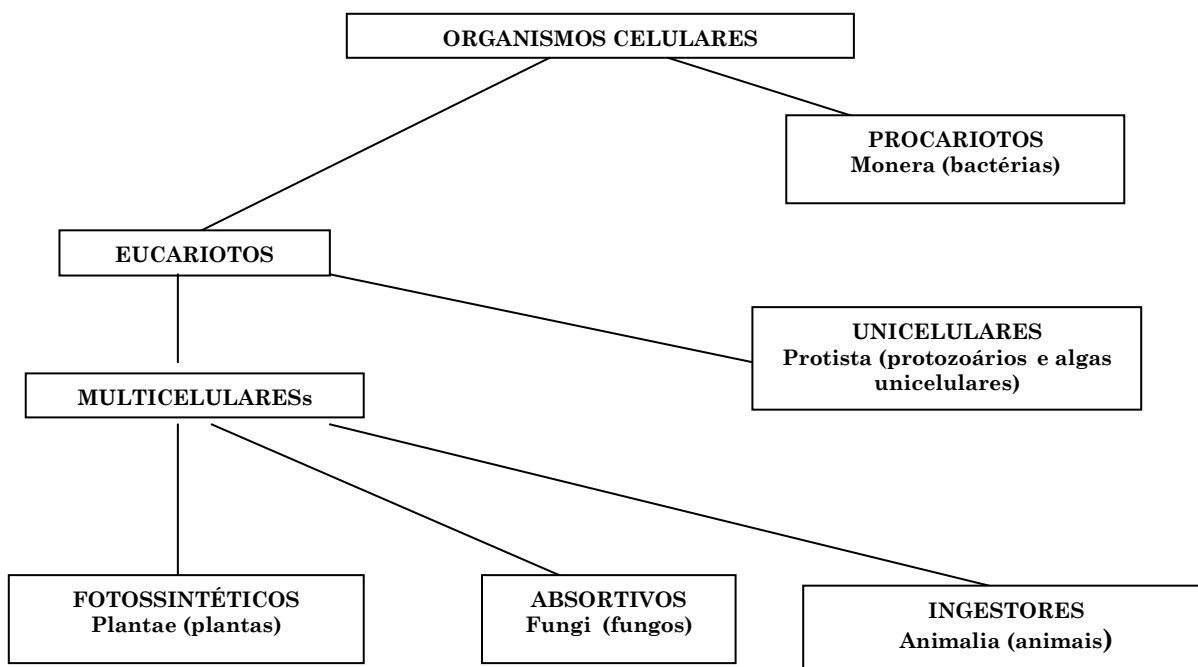 ORGANISMOS CELULARES
PROCARIOTOS
Monera (bactérias)
EUCARIOTOS
UNICELULARES
Protista (protozoários e algas
unicelulares)
MULTICELULARESs
FOTOSSINTÉTICOS
Plantae (plantas)
ABSORTIVOS
Fungi (fungos)
INGESTORES
Animalia (animais)